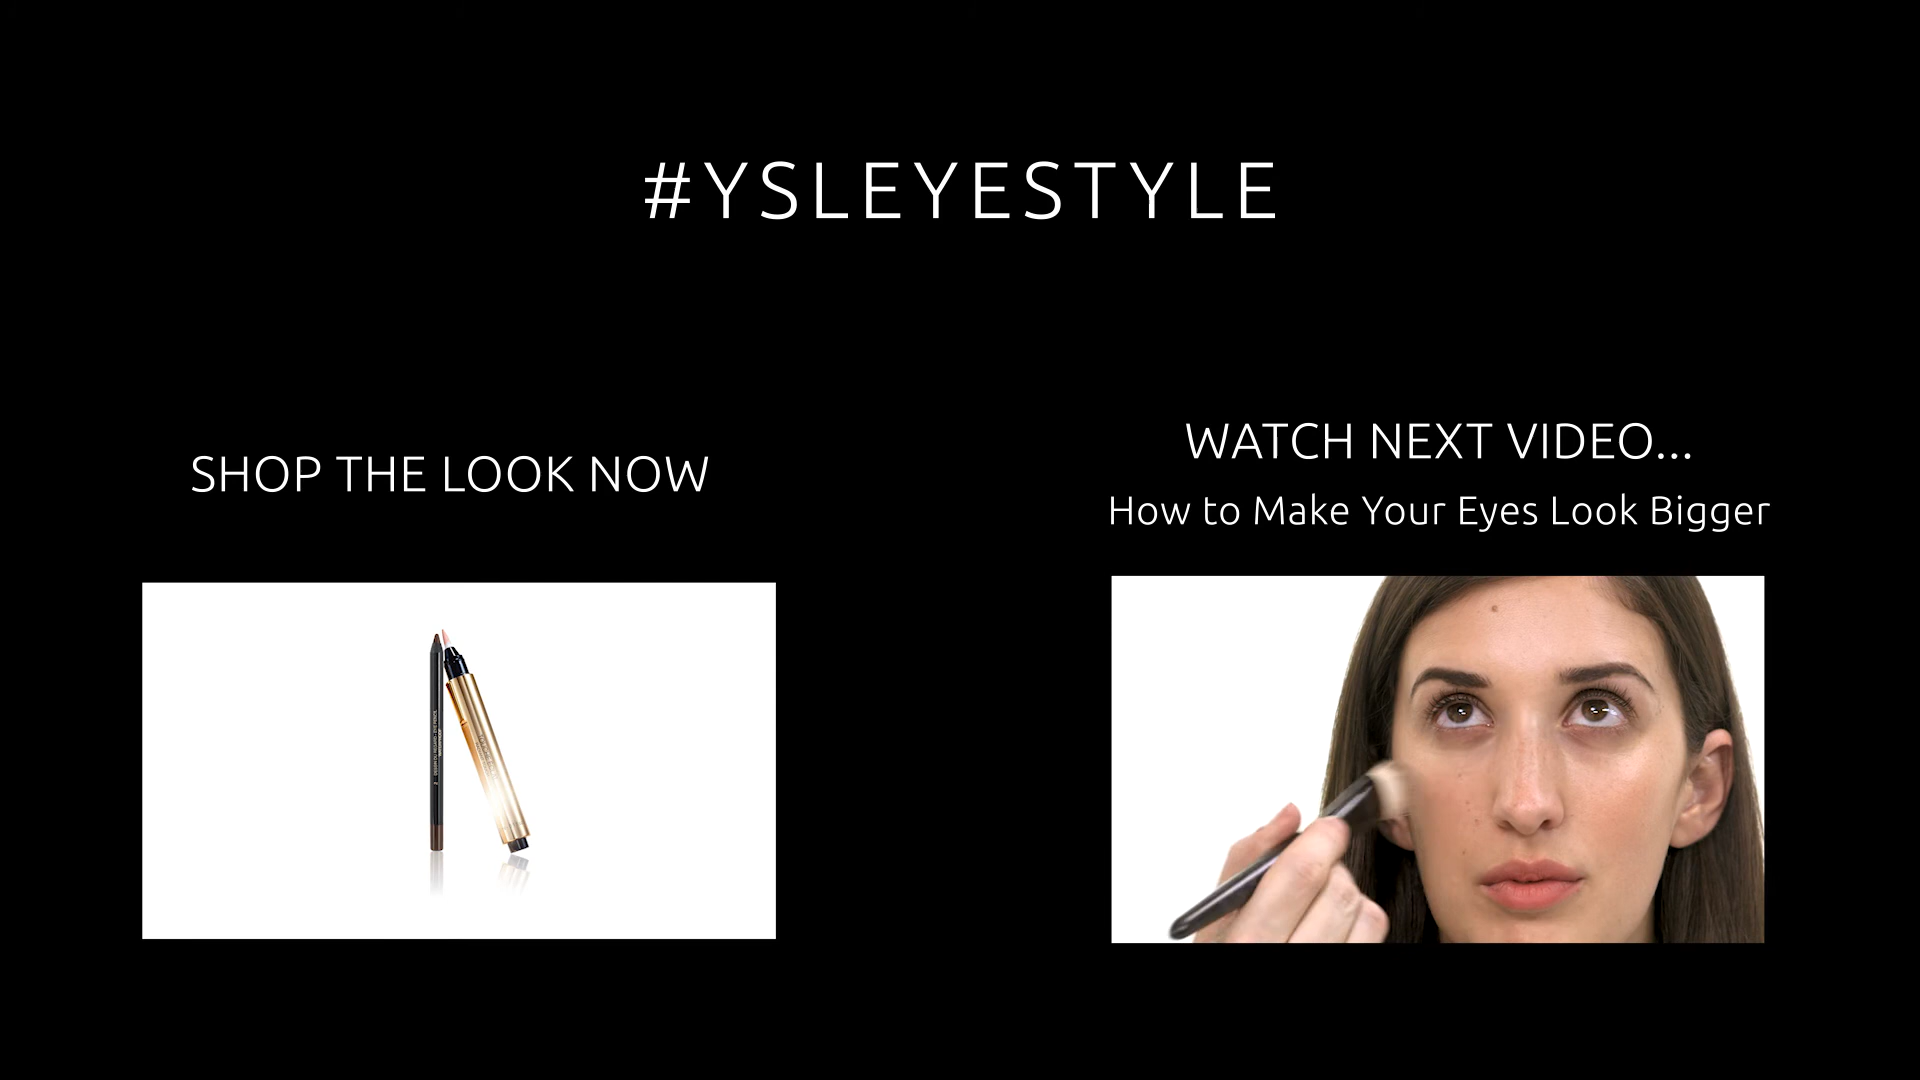 #YSLEYESTYLE
SHOP THE LOOK NOW
WATCH NEXT VIDEO...
How to Make Your Eyes Look Bigger